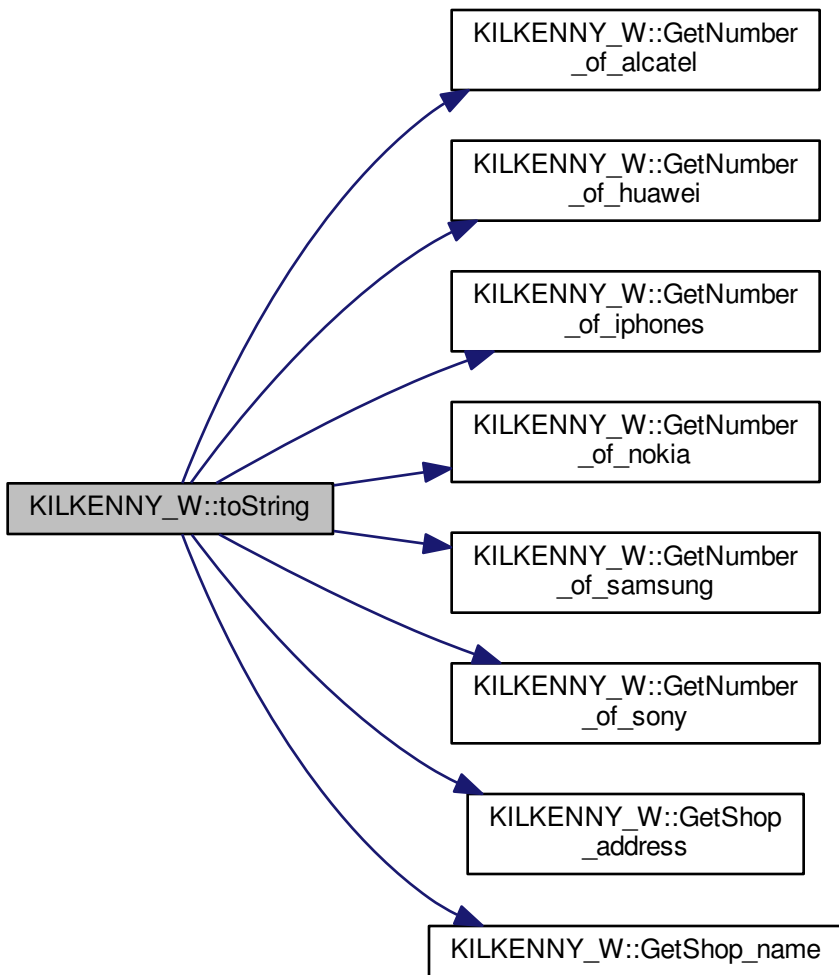 KILKENNY_W::GetNumber
_of_alcatel
KILKENNY_W::GetNumber
_of_huawei
KILKENNY_W::GetNumber
_of_iphones
KILKENNY_W::GetNumber
_of_nokia
KILKENNY_W::toString
KILKENNY_W::GetNumber
_of_samsung
KILKENNY_W::GetNumber
_of_sony
KILKENNY_W::GetShop
_address
KILKENNY_W::GetShop_name